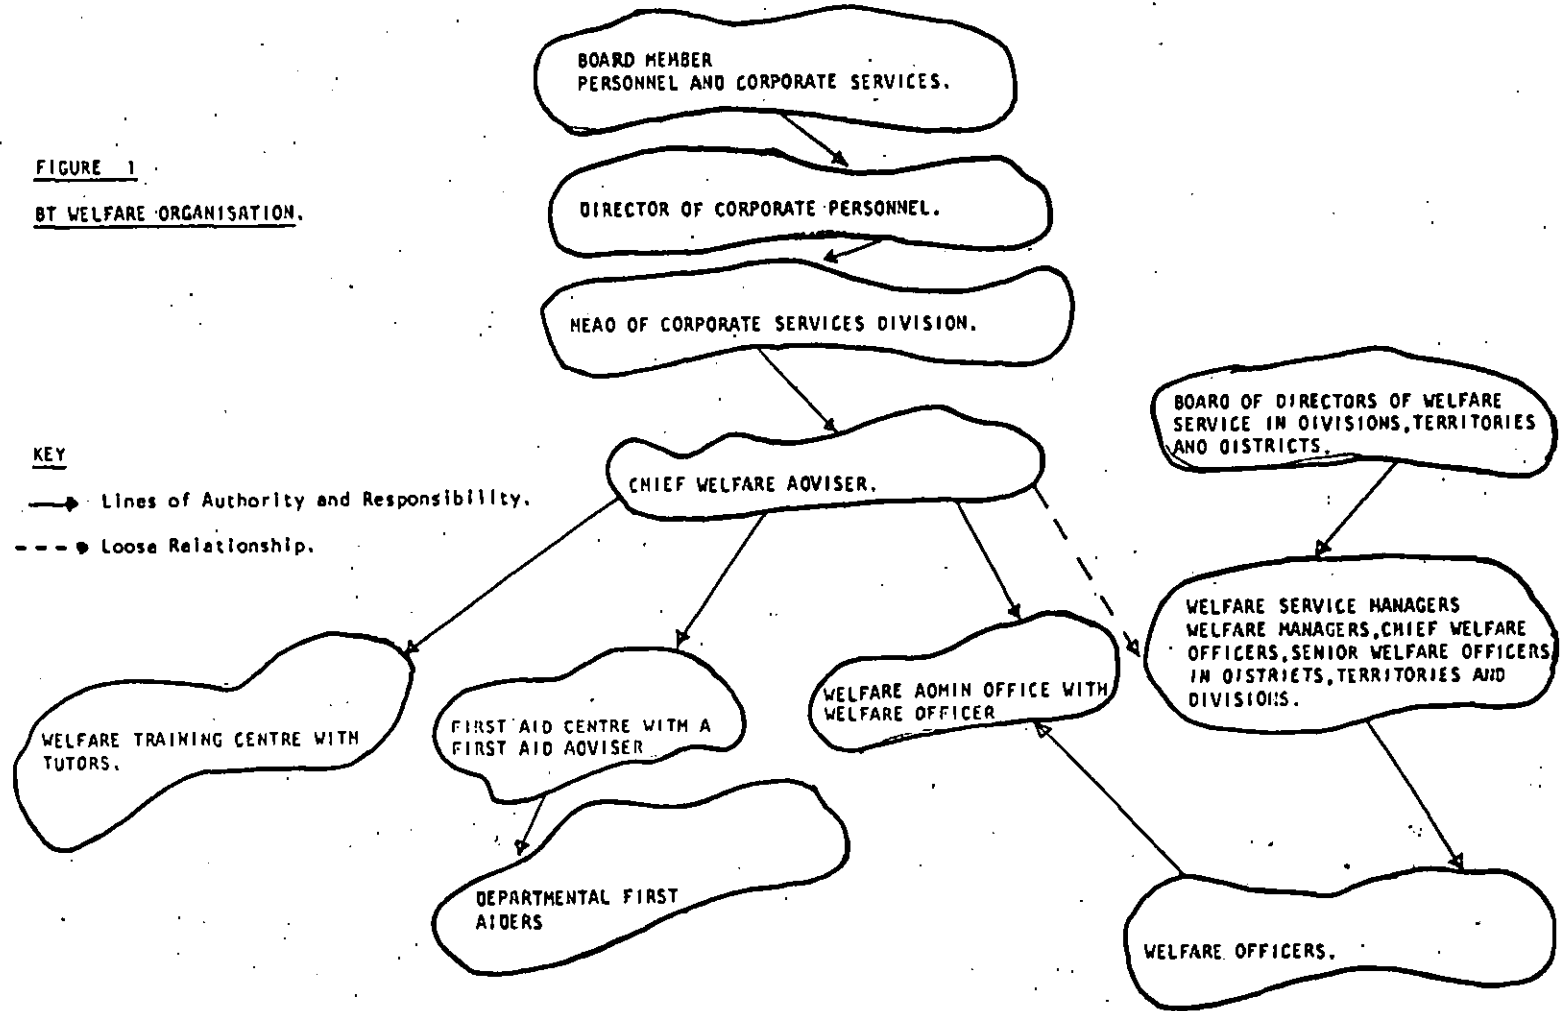 FIGURE 1
BT WELFARE ORGANISATION.
BOARD MEMBER
PERSONNEL AND CORPORATE SERVICES.
DIRECTOR OF CORPORATE PERSONNEL.
HEAD OF CORPORATE SERVICES DIVISION.
BOARD OF DIRECTORS OF WELFARE
SERVICE IN DIVISIONS, TERRITORIES
AND DISTRICTS.
KEY
Lines of Authority and Responsibility.
Loose Relationship.
CHIEF WELFARE ADVISER.
WELFARE SERVICE MANAGERS
WELFARE MANAGERS, CHIEF WELFARE
OFFICERS, SENIOR WELFARE OFFICERS
IN DISTRICTS, TERRITORIES AND
DIVISIONS.
WELFARE TRAINING CENTRE WITH
TUTORS.
FIRST AID CENTRE WITH A
FIRST AID ADVISER
WELFARE ADMIN OFFICE WITH
WELFARE OFFICER
DEPARTMENTAL FIRST
AIDERS
WELFARE OFFICERS.